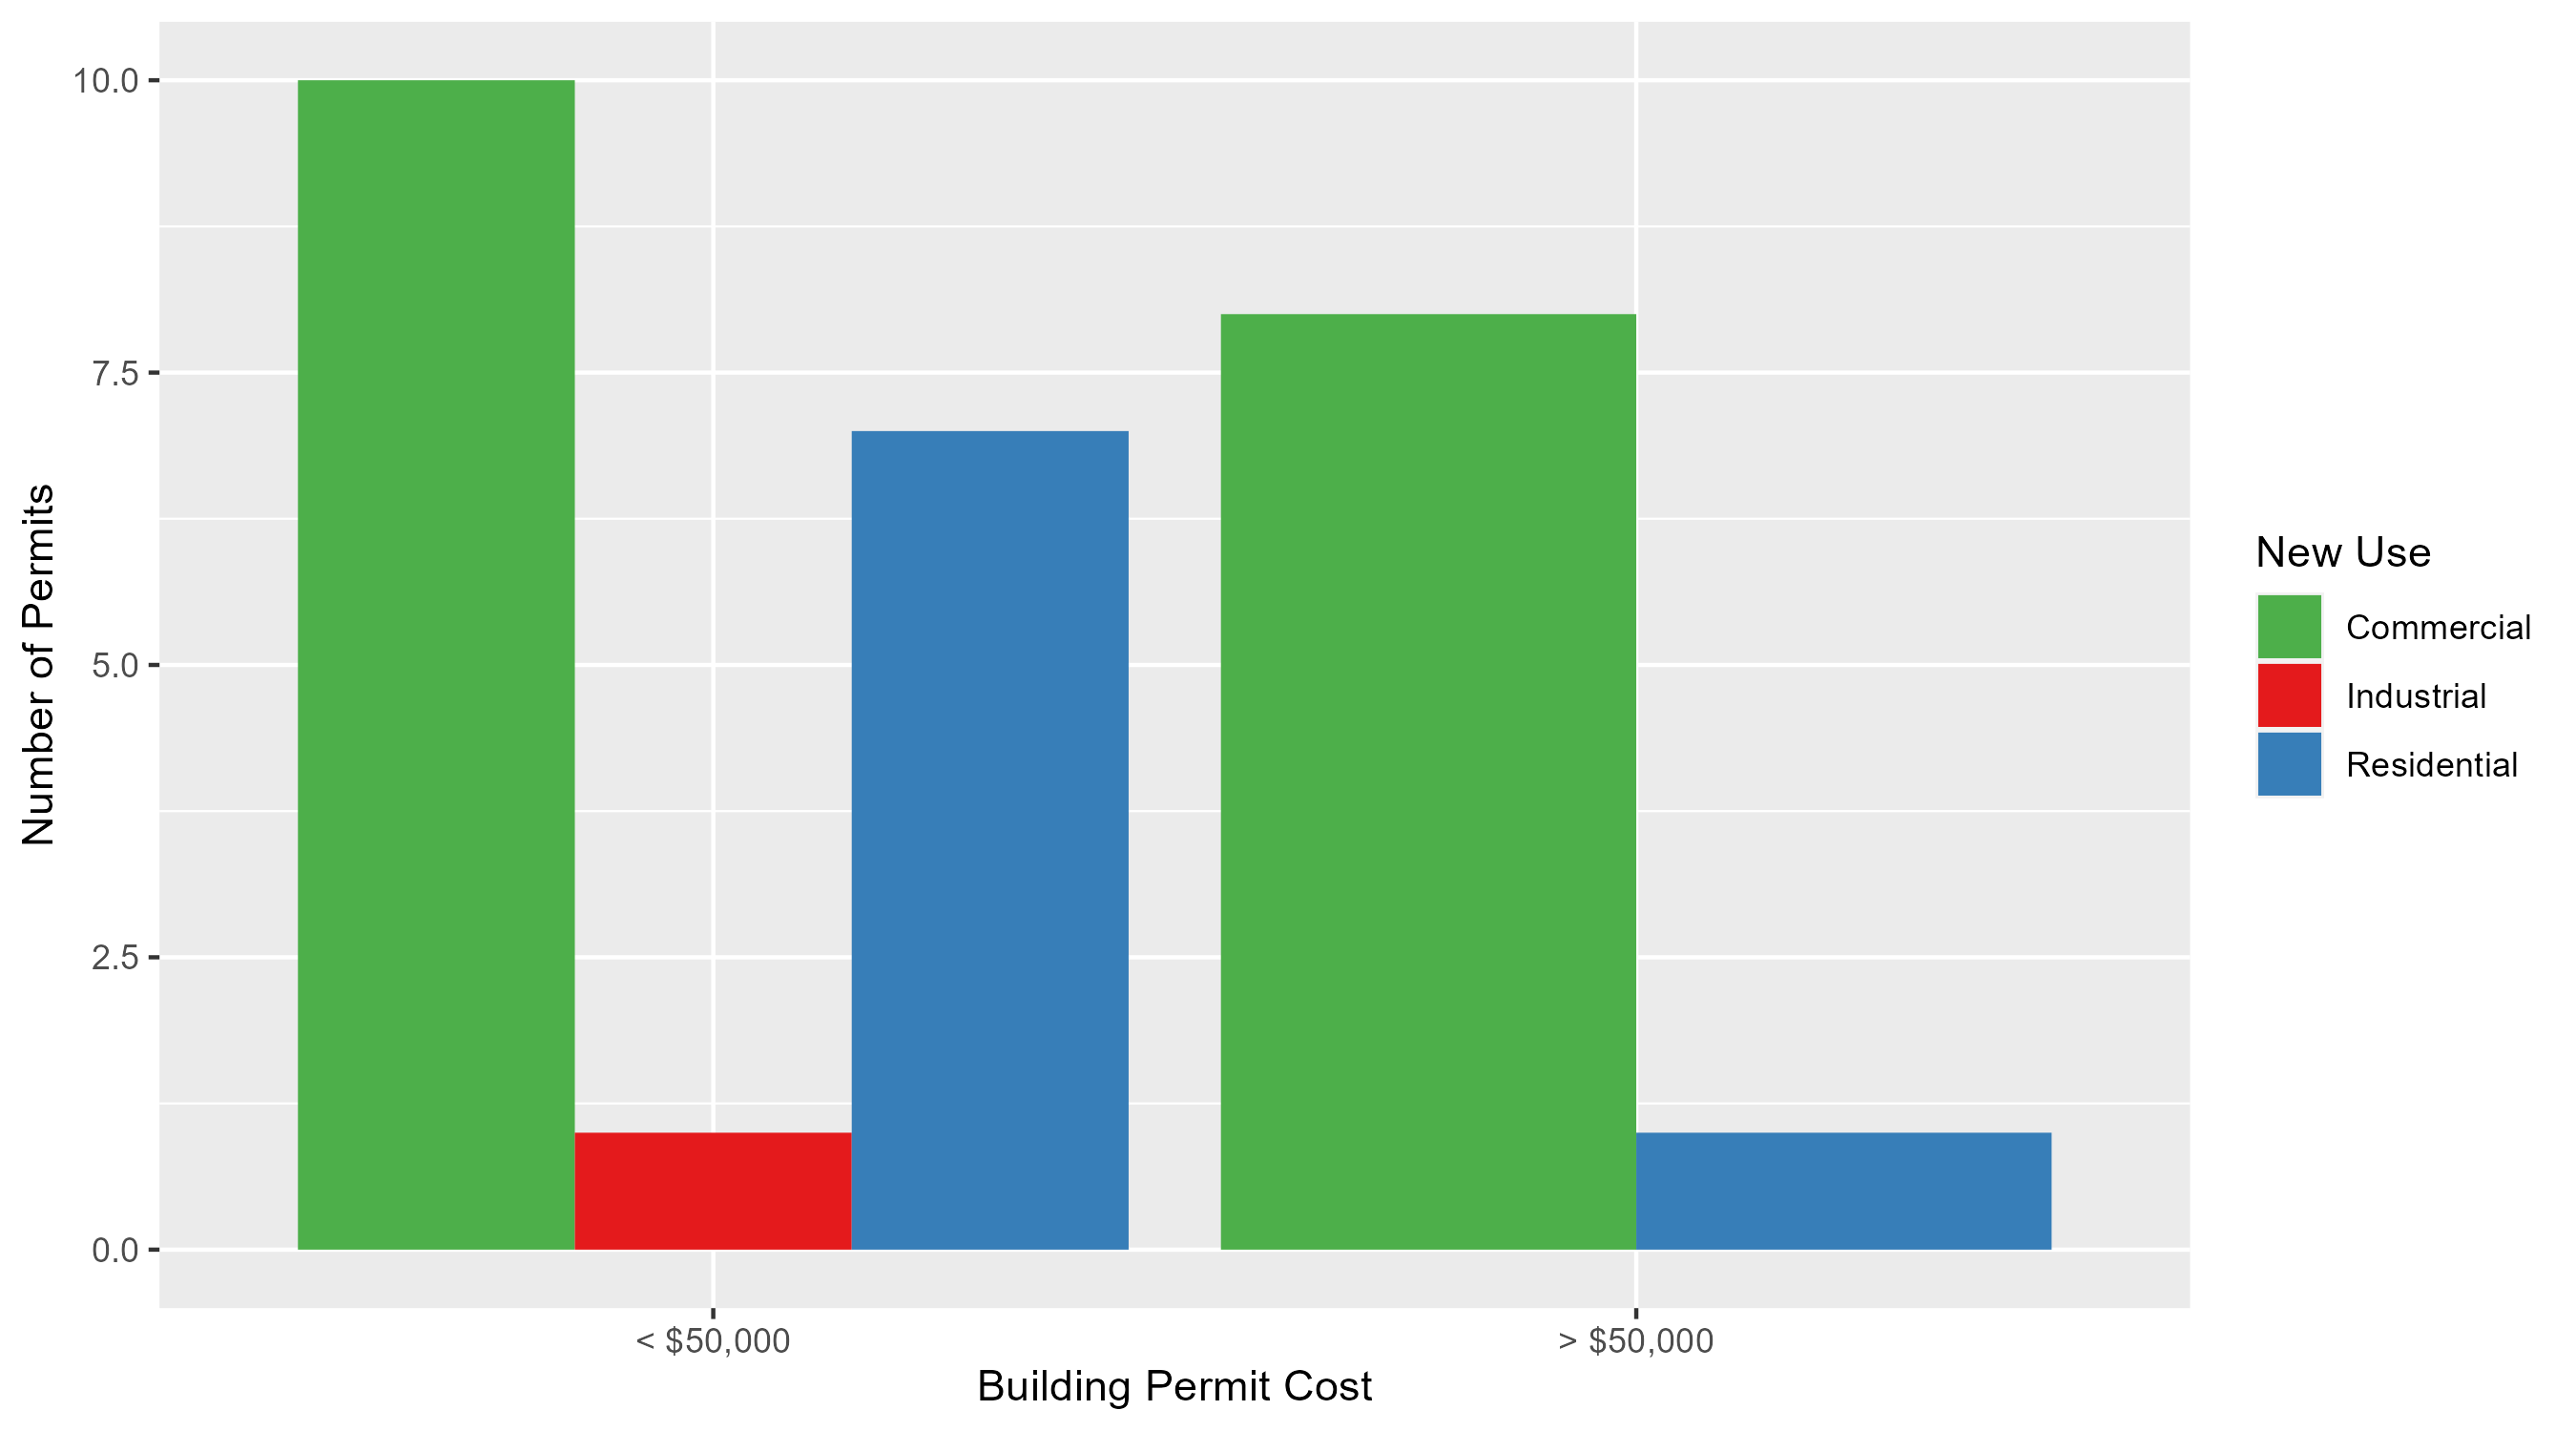 10.0
7.5
5.0
2.5
0.0
Number of Permits
< $50,000
> $50,000
Building Permit Cost
New Use
Commercial
Industrial
Residential